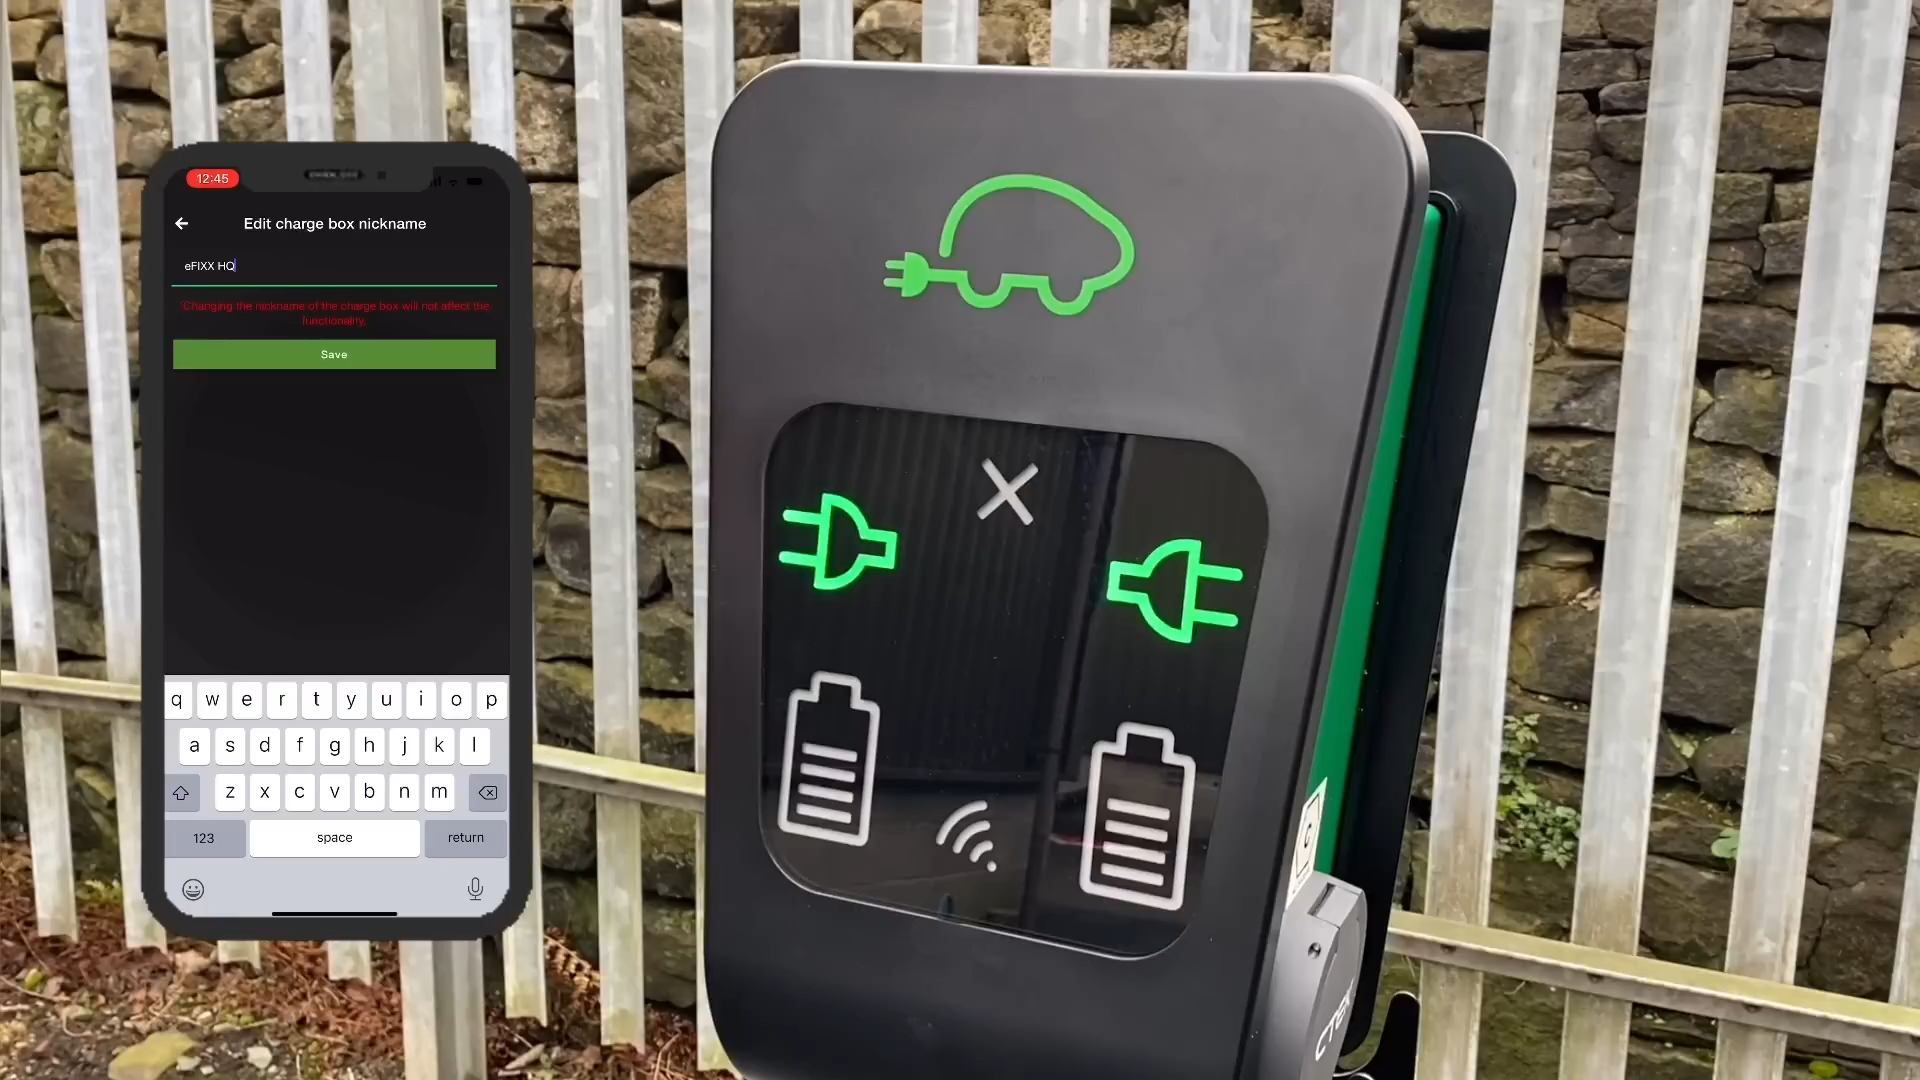 12:45
Edit charge box nickname
eFIXX HQ
*Changing the nickname of the charge box will not affect the
functionality.
Save
q w e r t y u i o p
a s d f g h j k l
z x c v b n m
123 space return
CTEK